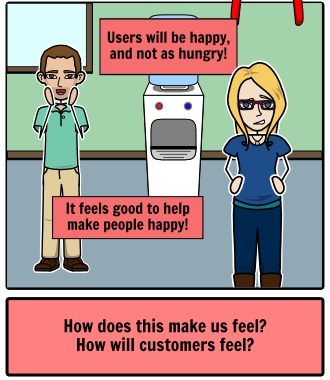 Users will be happy,
and not as hungry!
It feels good to help
make people happy!
How does this make us feel?
How will customers feel?